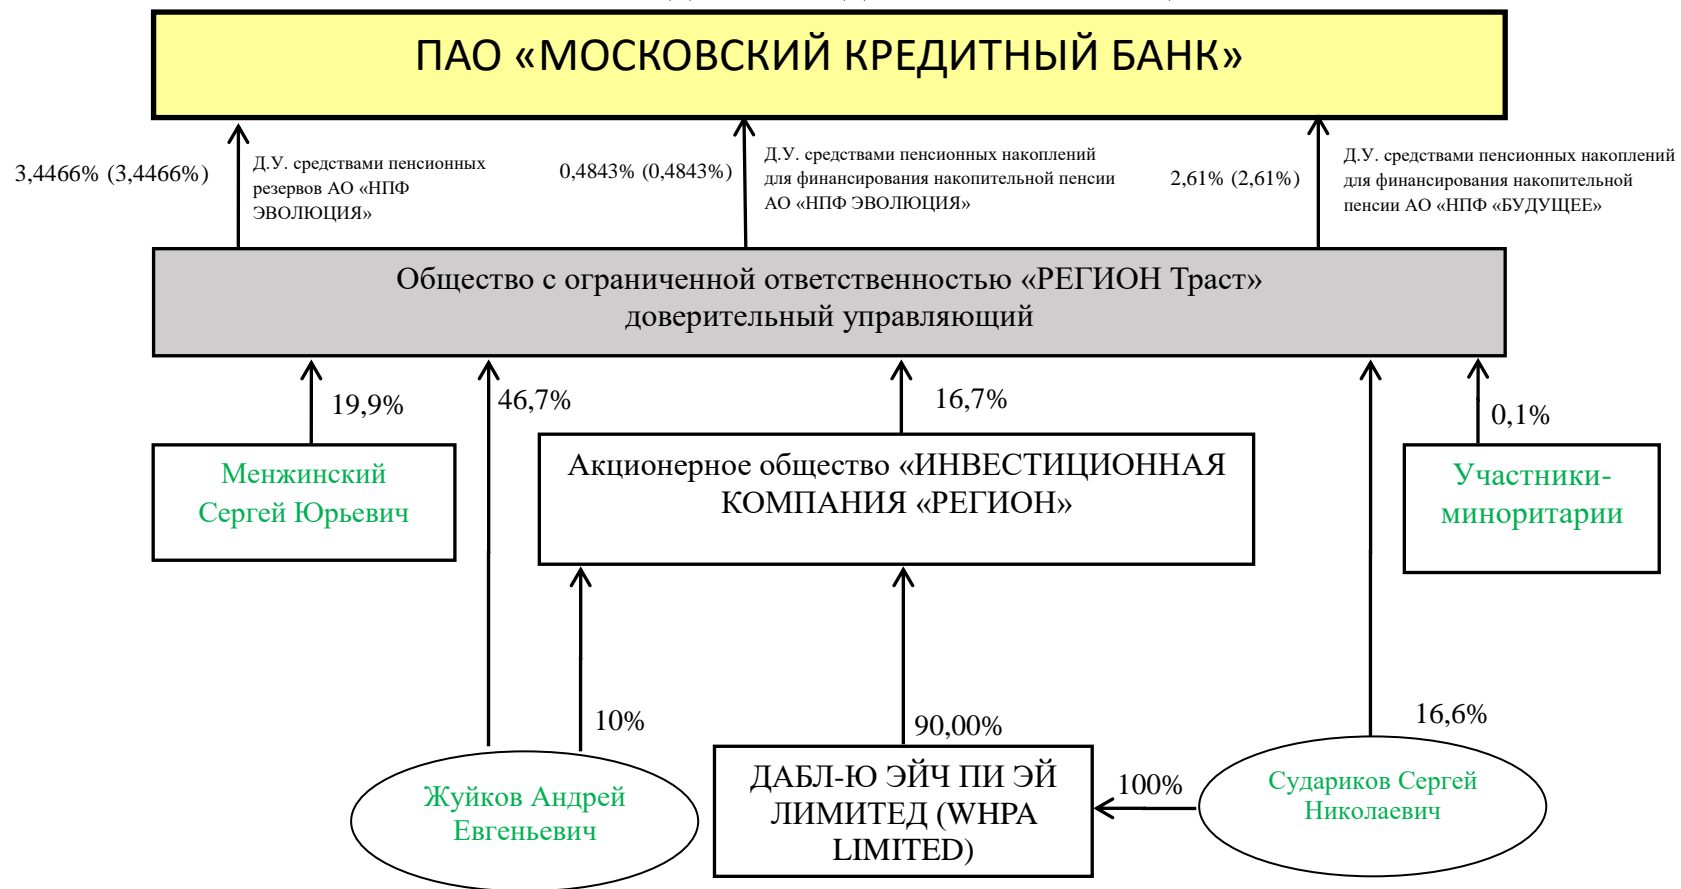 ПАО «МОСКОВСКИЙ КРЕДИТНЫЙ БАНК»
3,4466% (3,4466%)
Д.У. средствами пенсионных
резервов АО «НПФ
ЭВОЛЮЦИЯ»
0,4843% (0,4843%)
Д.У. средствами пенсионных накоплений
для финансирования накопительной пенсии
АО «НПФ ЭВОЛЮЦИЯ»
2,61% (2,61%)
Д.У. средствами пенсионных накоплений
для финансирования накопительной
пенсии АО «НПФ «БУДУЩЕЕ»
Общество с ограниченной ответственностью «РЕГИОН Траст»
доверительный управляющий
19,9%
46,7%
16,7%
0,1%
Менжинский
Сергей Юрьевич
Акционерное общество «ИНВЕСТИЦИОННАЯ
КОМПАНИЯ «РЕГИОН»
Участники-
миноритарии
10%
90,00%
16,6%
Жуйков Андрей
Евгеньевич
ДАБЛ-Ю ЭЙЧ ПИ ЭЙ
ЛИМИТЕД (WHPA
LIMITED)
100%
Судариков Сергей
Николаевич